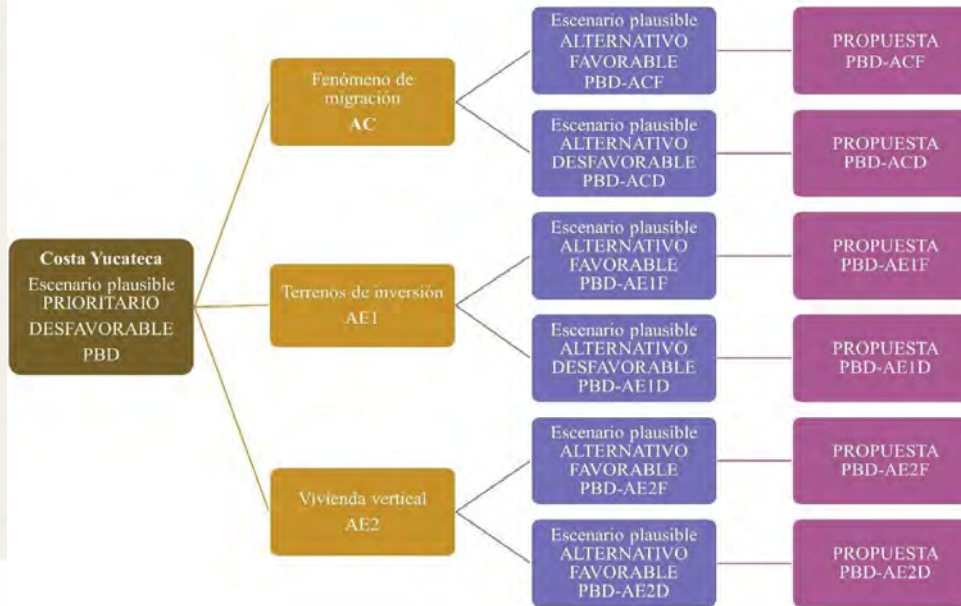 Costa Yucateca
Escenario plausible
PRIORITARIO
DESFAVORABLE
PBD
Fenómeno de
migración
AC
Escenario plausible
ALTERNATIVO
FAVORABLE
PBD-ACF
PROPUESTA
PBD-ACF
Escenario plausible
ALTERNATIVO
DESFAVORABLE
PBD-ACD
PROPUESTA
PBD-ACD
Terrenos de inversión
AE1
Escenario plausible
ALTERNATIVO
FAVORABLE
PBD-AE1F
PROPUESTA
PBD-AE1F
Escenario plausible
ALTERNATIVO
DESFAVORABLE
PBD-AE1D
PROPUESTA
PBD-AE1D
Vivienda vertical
AE2
Escenario plausible
ALTERNATIVO
FAVORABLE
PBD-AE2F
PROPUESTA
PBD-AE2F
Escenario plausible
ALTERNATIVO
FAVORABLE
PBD-AE2D
PROPUESTA
PBD-AE2D